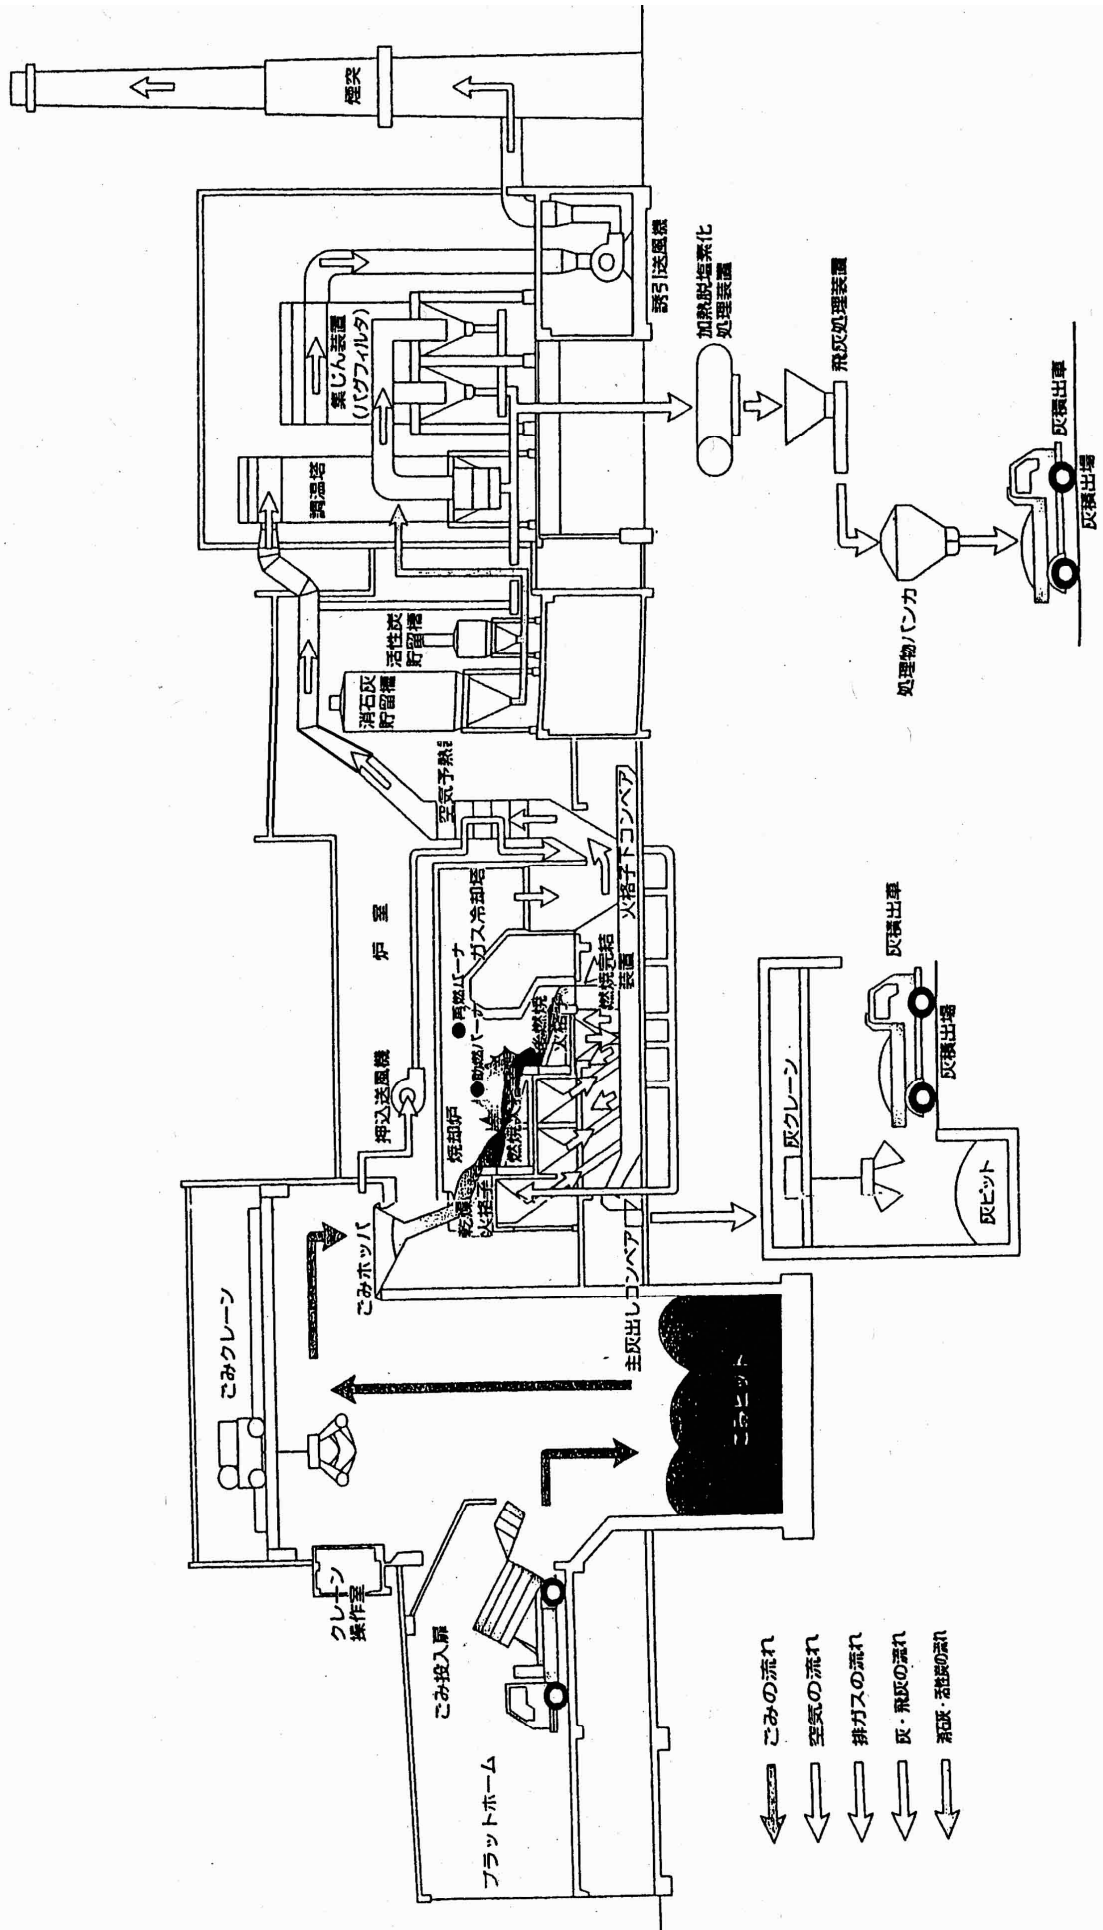 プラットホーム
ごみ投入扉
クレーン
操作室
ごみクレーン
ごみピット
ごみホッパ
主灰出しコンベア
押込送風機
炉室
焼却炉
乾燥
火格子
燃焼火格子
後燃焼
火格子
助燃バーナ
再燃バーナ
ガス冷却塔
燃焼完結
装置
火格子下コンベア
空気予熱器
消石灰
貯留槽
活性炭
貯留槽
調温塔
集じん装置
(バグフィルタ)
誘引送風機
煙突
加熱脱塩素化
処理装置
飛灰処理装置
処理物バンカ
灰積出車
灰積出場
灰クレーン
灰ピット
灰積出車
灰積出場
ごみの流れ
空気の流れ
排ガスの流れ
灰・飛灰の流れ
消石灰・活性炭の流れ